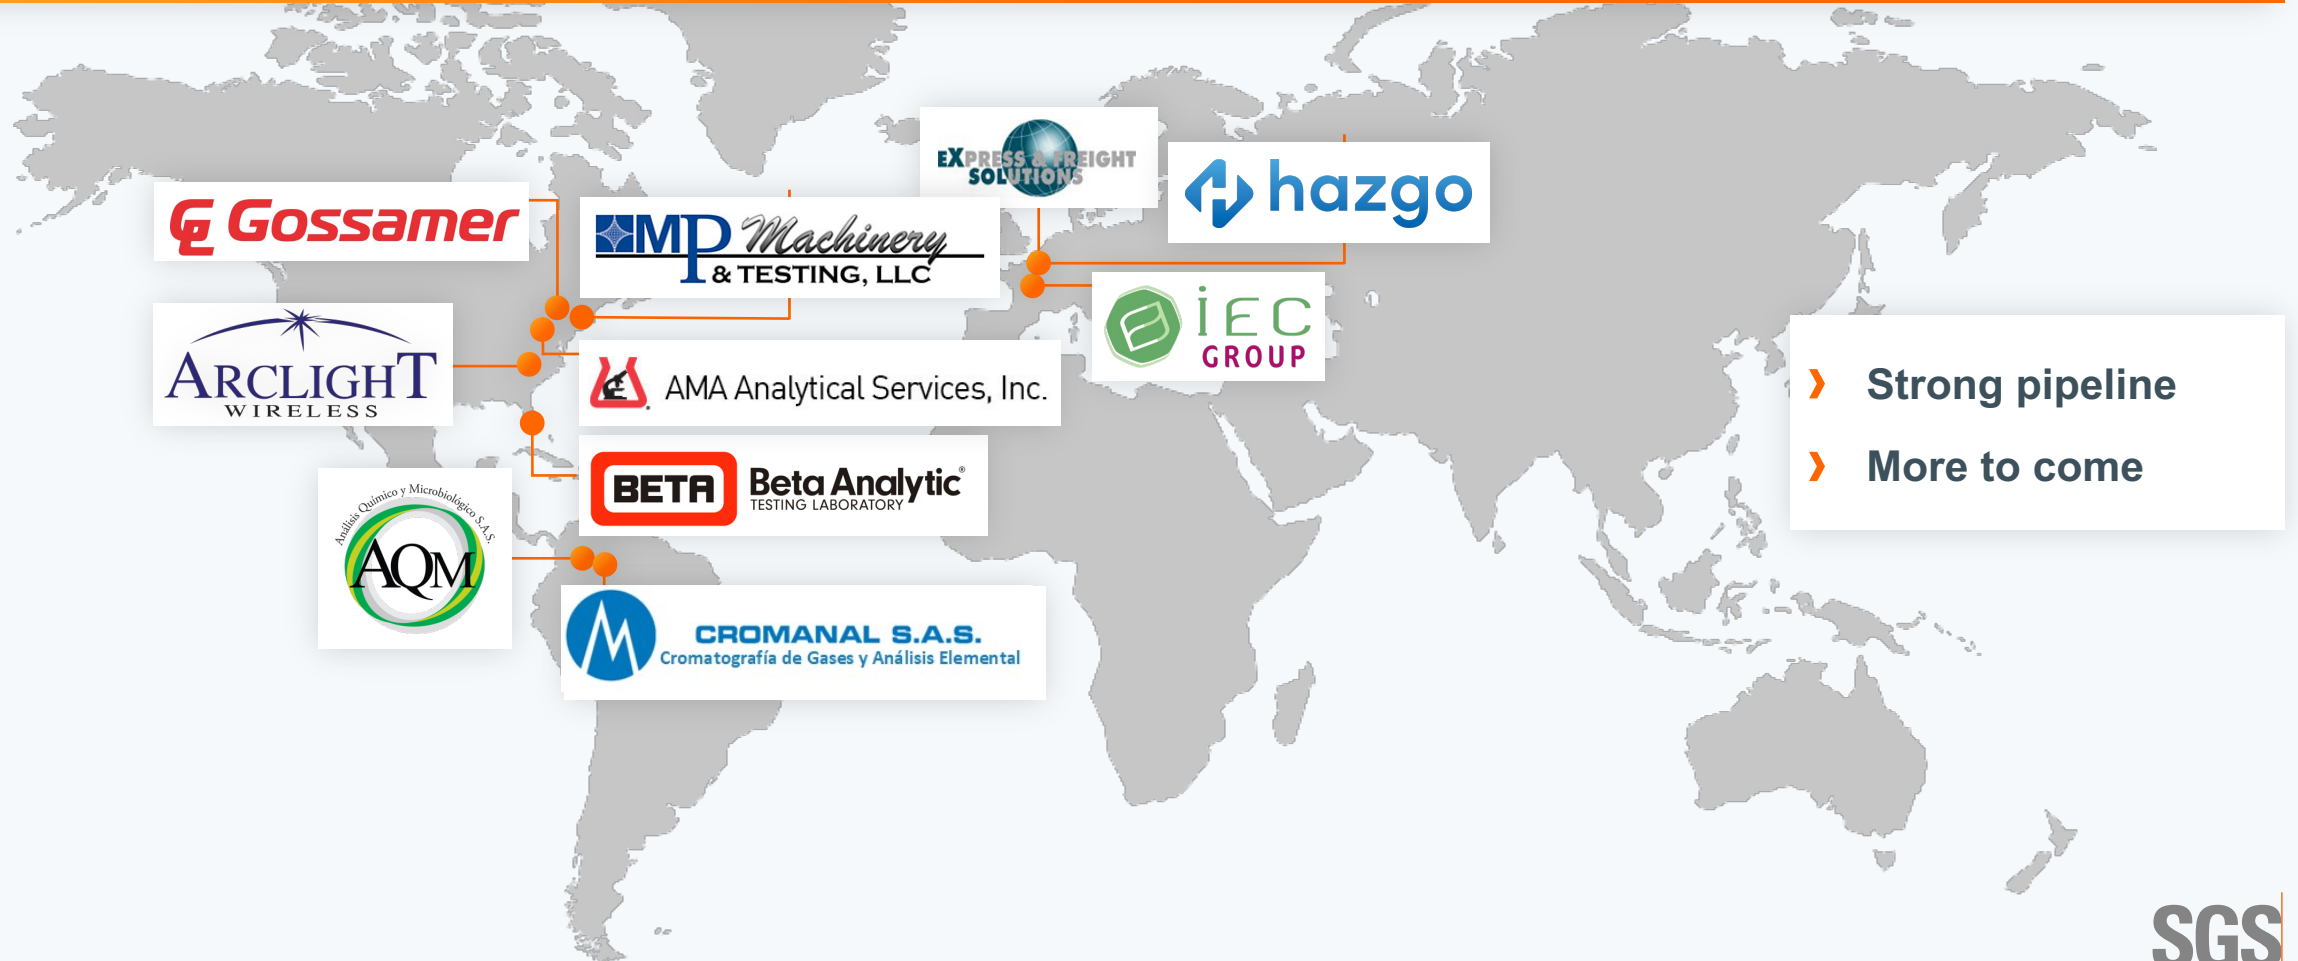 EXPRESS & FREIGHT
SOLUTIONS
hazgo
Gossamer
MP Machinery
& TESTING, LLC
iEC
GROUP
ARCLIGHT
WIRELESS
AMA Analytical Services, Inc.
Strong pipeline
More to come
BETA Beta Analytic®
TESTING LABORATORY
Análisis Químico y Microbiológico S.A.S.
AQM
CROMANAL S.A.S.
Cromatografía de Gases y Análisis Elemental
SGS